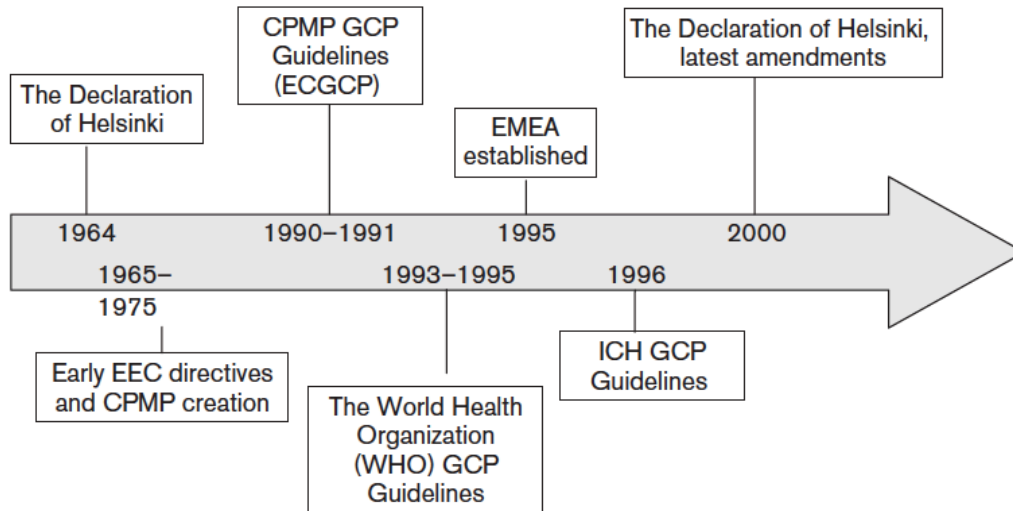 CPMP GCP
Guidelines
(ECGCP)
The Declaration of Helsinki,
latest amendments
The Declaration
of Helsinki
EMEA
established
1964
1990–1991
1995
2000
1965–
1975
1993–1995
1996
Early EEC directives
and CPMP creation
The World Health
Organization
(WHO) GCP
Guidelines
ICH GCP
Guidelines